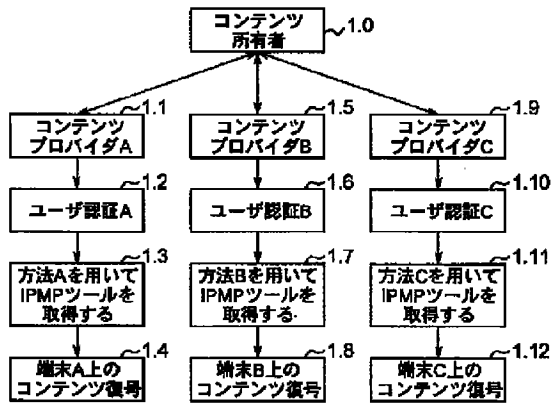 コンテンツ
所有者
1.0
1.1
1.5
1.9
コンテンツ
プロバイダA
コンテンツ
プロバイダB
コンテンツ
プロバイダC
1.2
1.6
1.10
ユーザ認証A
ユーザ認証B
ユーザ認証C
1.3
1.7
1.11
方法Aを用いて
IPMPツールを
取得する
方法Bを用いて
IPMPツールを
取得する
方法Cを用いて
IPMPツールを
取得する
1.4
1.8
1.12
端末A上の
コンテンツ復号
端末B上の
コンテンツ復号
端末C上の
コンテンツ復号